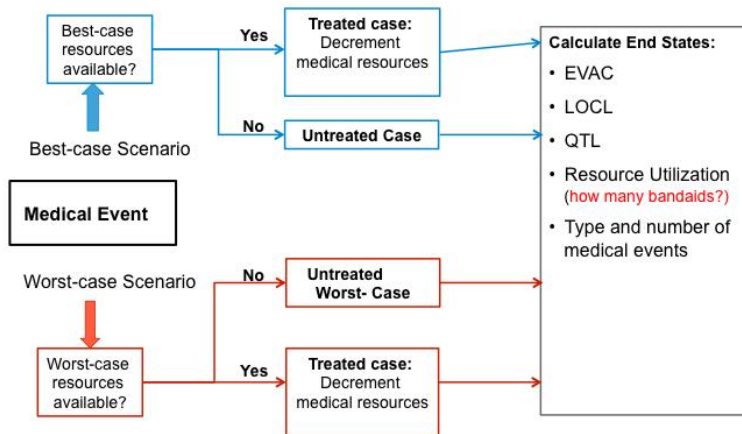 Best-case
resources
available?
Yes
Treated case:
Decrement
medical resources
No
Untreated Case
Best-case Scenario
Medical Event
Worst-case Scenario
No
Untreated
Worst- Case
Worst-case
resources
available?
Yes
Treated case:
Decrement
medical resources
Calculate End States:
• EVAC
• LOCL
• QTL
• Resource Utilization
(how many bandaids?)
• Type and number of
medical events